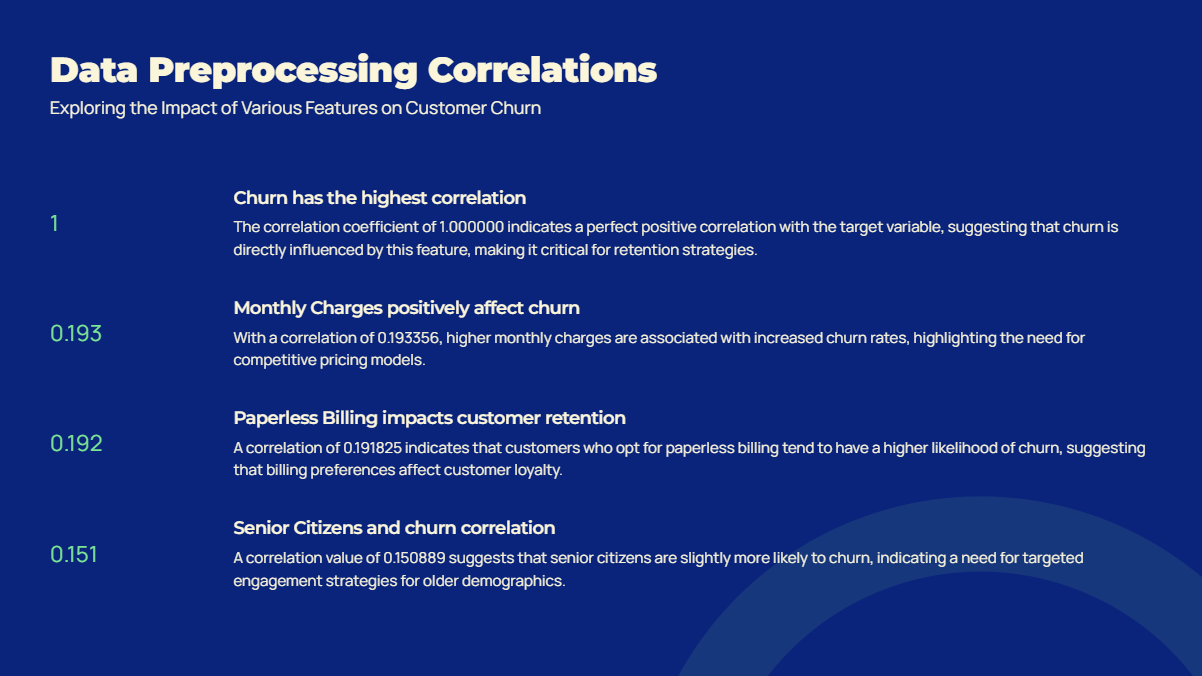 Data Preprocessing Correlations
Exploring the Impact of Various Features on Customer Churn
1
Churn has the highest correlation
The correlation coefficient of 1.000000 indicates a perfect positive correlation with the target variable, suggesting that churn is
directly influenced by this feature, making it critical for retention strategies.
0.193
Monthly Charges positively affect churn
With a correlation of 0.193356, higher monthly charges are associated with increased churn rates, highlighting the need for
competitive pricing models.
0.192
Paperless Billing impacts customer retention
A correlation of 0.191825 indicates that customers who opt for paperless billing tend to have a higher likelihood of churn, suggesting
that billing preferences affect customer loyalty.
0.151
Senior Citizens and churn correlation
A correlation value of 0.150889 suggests that senior citizens are slightly more likely to churn, indicating a need for targeted
engagement strategies for older demographics.